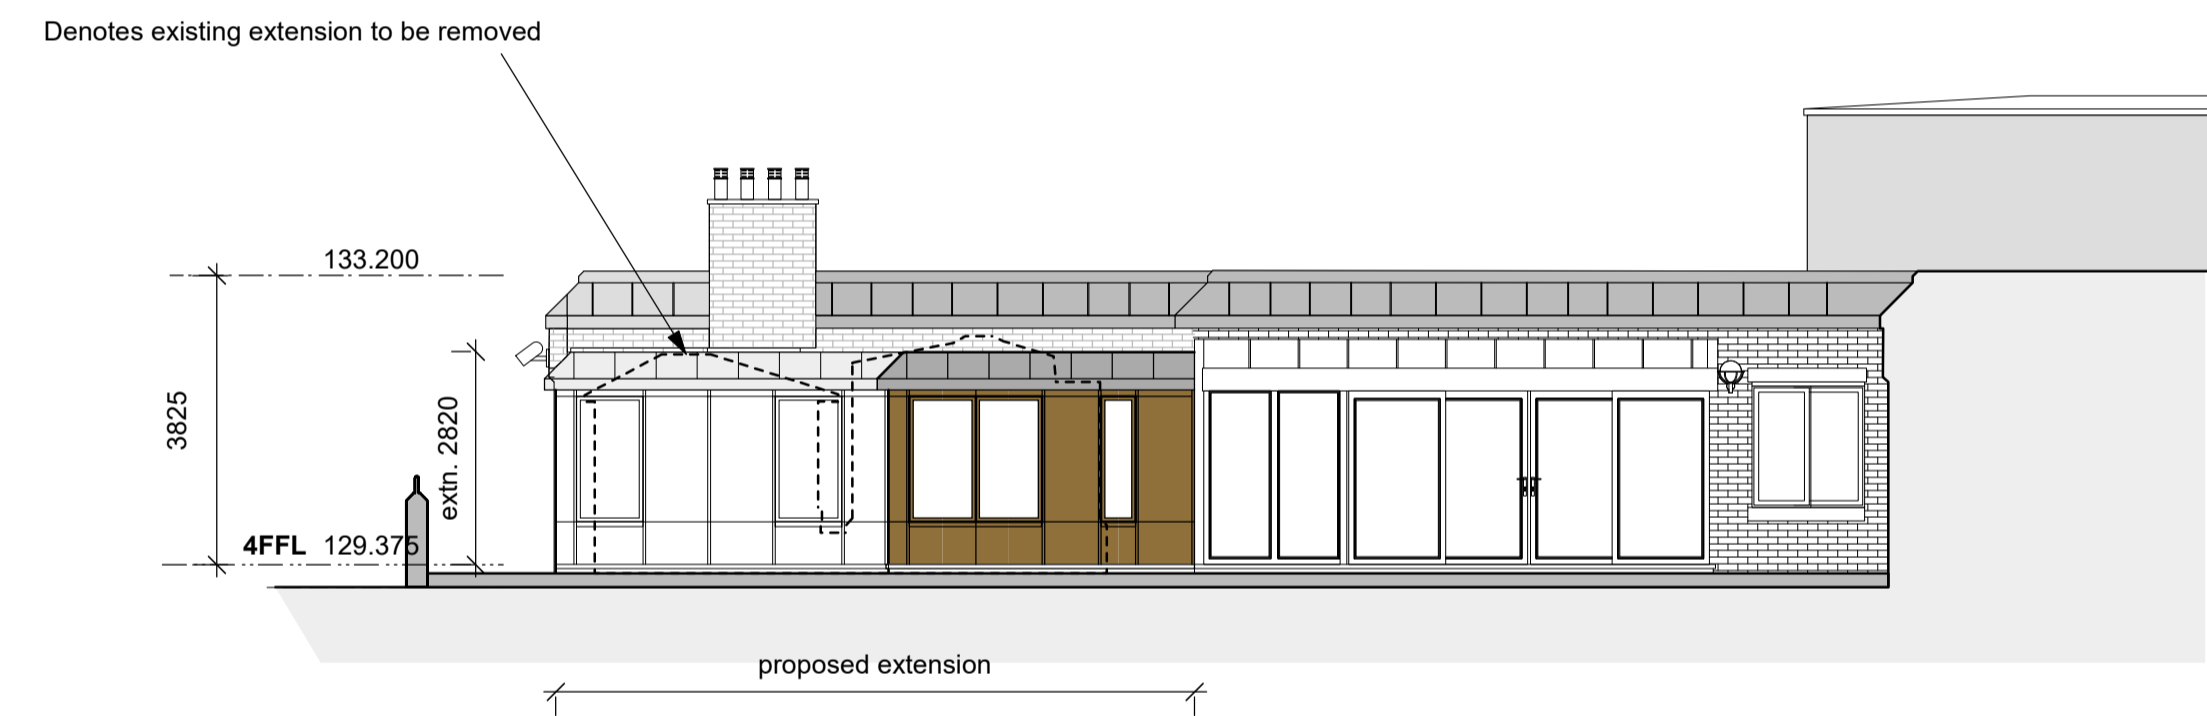 Denotes existing extension to be removed
133.200
3825
extn. 2820
4FFL 129.375
proposed extension